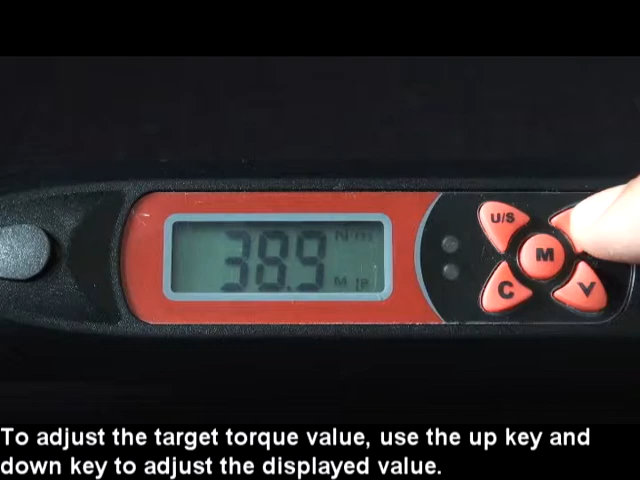 38.9
N m
M
U/S
M
C
V
To adjust the target torque value, use the up key and
down key to adjust the displayed value.